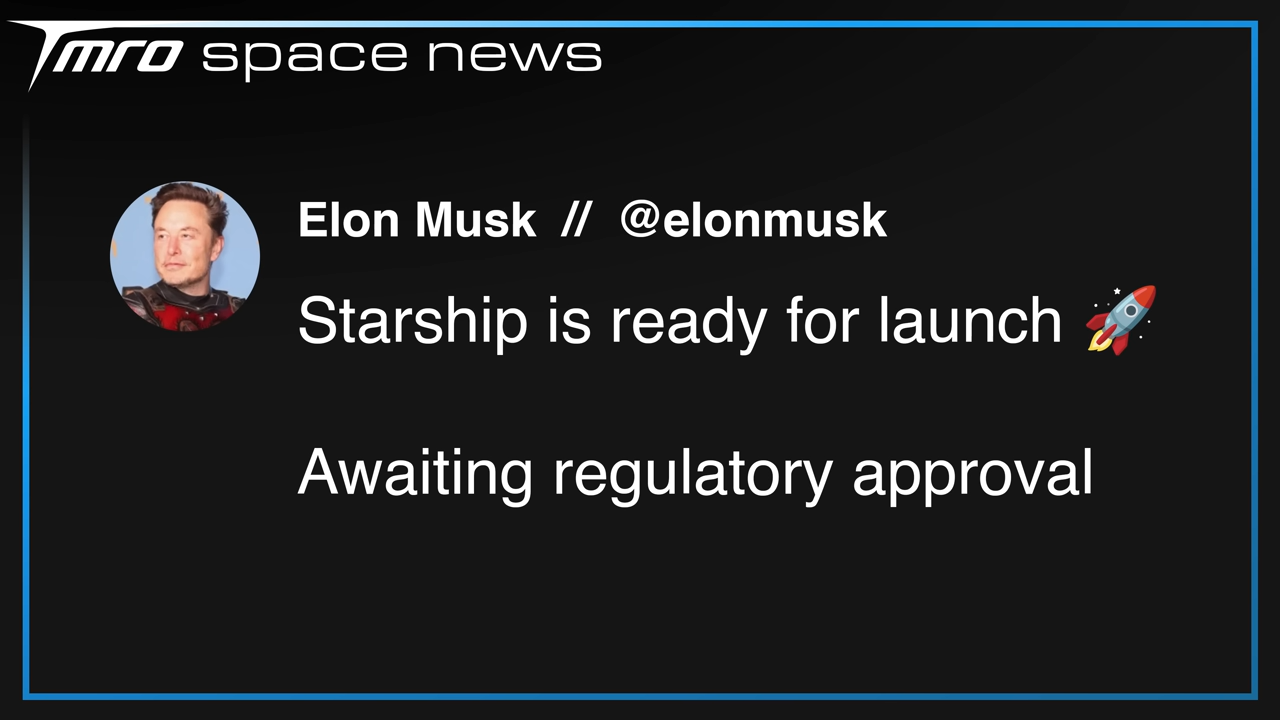 Tmro space news
Elon Musk // @elonmusk
Starship is ready for launch 🚀
Awaiting regulatory approval